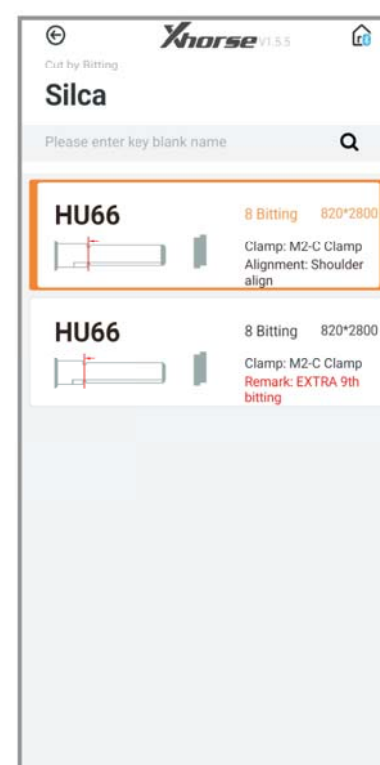 Xhorse V1.5.5
Cut by Bitting
Silca
Please enter key blank name
HU66
8 Bitting 820*2800
Clamp: M2-C Clamp
Alignment: Shoulder
align
HU66
8 Bitting 820*2800
Clamp: M2-C Clamp
Remark: EXTRA 9th
bitting